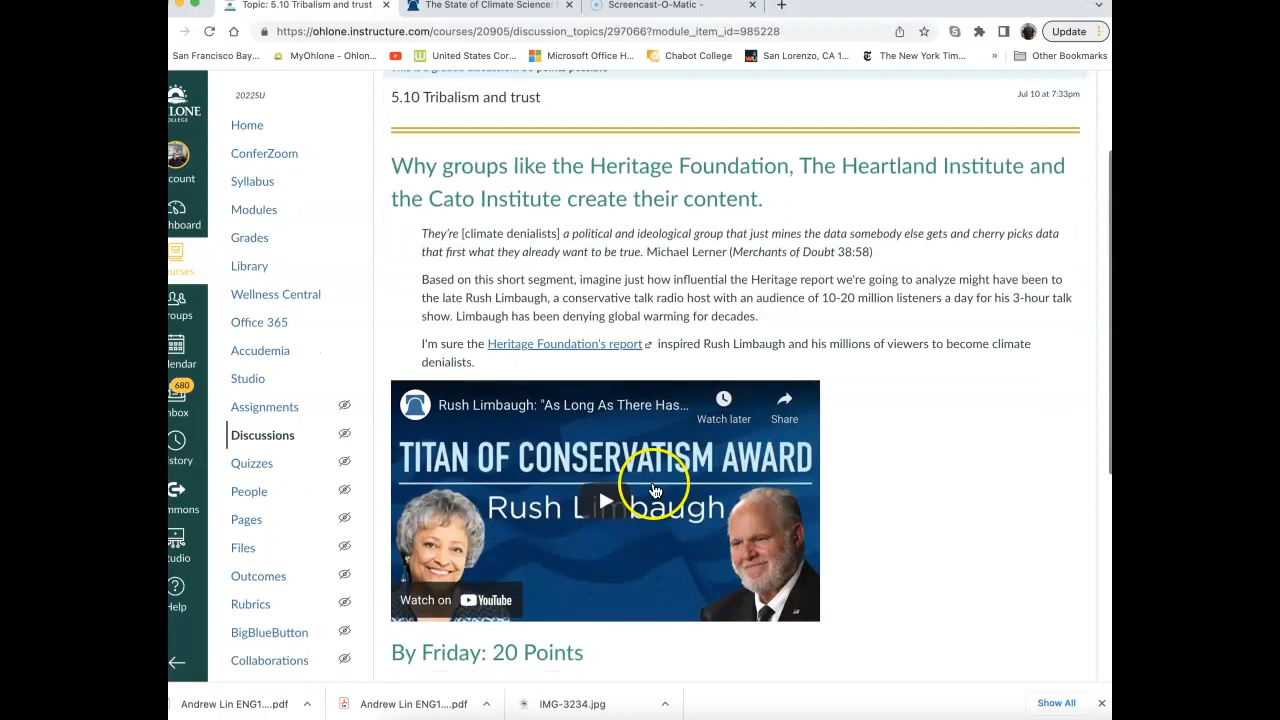 Topic: 5.10 Tribalism and trust
The State of Climate Science:
Screencast-O-Matic -
https://ohlone.instructure.com/courses/20905/discussion_topics/297066?module_item_id=985228
Update
San Francisco Bay...
MyOhlone - Ohlon...
United States Cor...
Microsoft Office H...
Chabot College
San Lorenzo, CA 1...
The New York Tim...
»
Other Bookmarks
2022SU
Home
ConferZoom
Syllabus
Modules
Grades
Library
Wellness Central
Office 365
Accudemia
Studio
Assignments
Discussions
Quizzes
People
Pages
Files
Outcomes
Rubrics
BigBlueButton
Collaborations
LONE
COLLEGE
count
hboard
ourses
roups
lendar
680
nbox
story
mmons
tudio
Help
5.10 Tribalism and trust
Jul 10 at 7:33pm
Why groups like the Heritage Foundation, The Heartland Institute and
the Cato Institute create their content.
They're [climate denialists] a political and ideological group that just mines the data somebody else gets and cherry picks data
that first what they already want to be true. Michael Lerner (Merchants of Doubt 38:58)
Based on this short segment, imagine just how influential the Heritage report we're going to analyze might have been to
the late Rush Limbaugh, a conservative talk radio host with an audience of 10-20 million listeners a day for his 3-hour talk
show. Limbaugh has been denying global warming for decades.
I'm sure the Heritage Foundation's report inspired Rush Limbaugh and his millions of viewers to become climate
denialists.
Rush Limbaugh: "As Long As There Has...
Watch later
Share
TITAN OF CONSERVATISM AWARD
Rush Limbaugh
Watch on YouTube
By Friday: 20 Points
Andrew Lin ENG1....pdf
Andrew Lin ENG1....pdf
IMG-3234.jpg
Show All